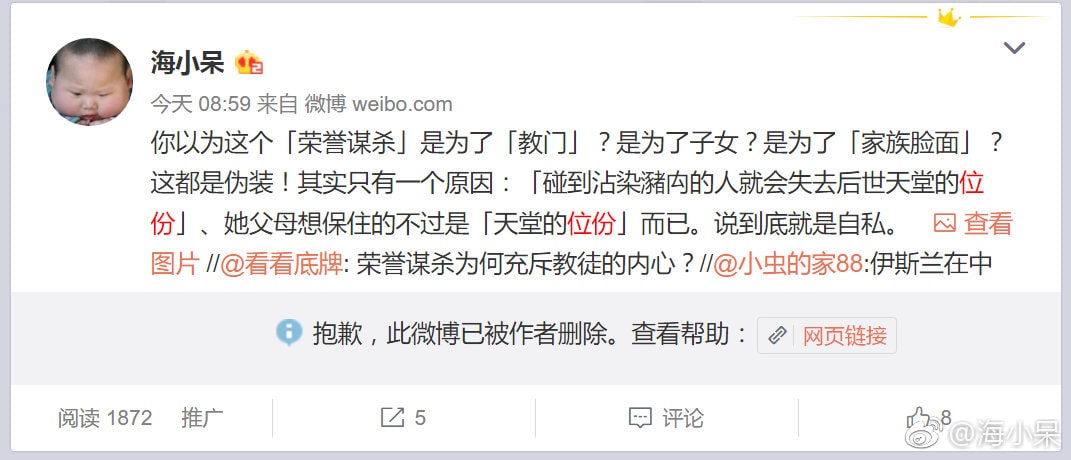 海小呆
今天 08:59 来自 微博 weibo.com
你以为这个「荣誉谋杀」是为了「教门」？是为了子女？是为了「家族脸面」？
这都是伪装！其实只有一个原因：「碰到沾染豬禸的人就会失去后世天堂的位
份」、她父母想保住的不过是「天堂的位份」而已。说到底就是自私。 查看
图片 //@看看底牌: 荣誉谋杀为何充斥教徒的内心？//@小虫的家88:伊斯兰在中
抱歉，此微博已被作者删除。查看帮助： 网页链接
阅读 1872 推广 5 评论 8
@海小呆